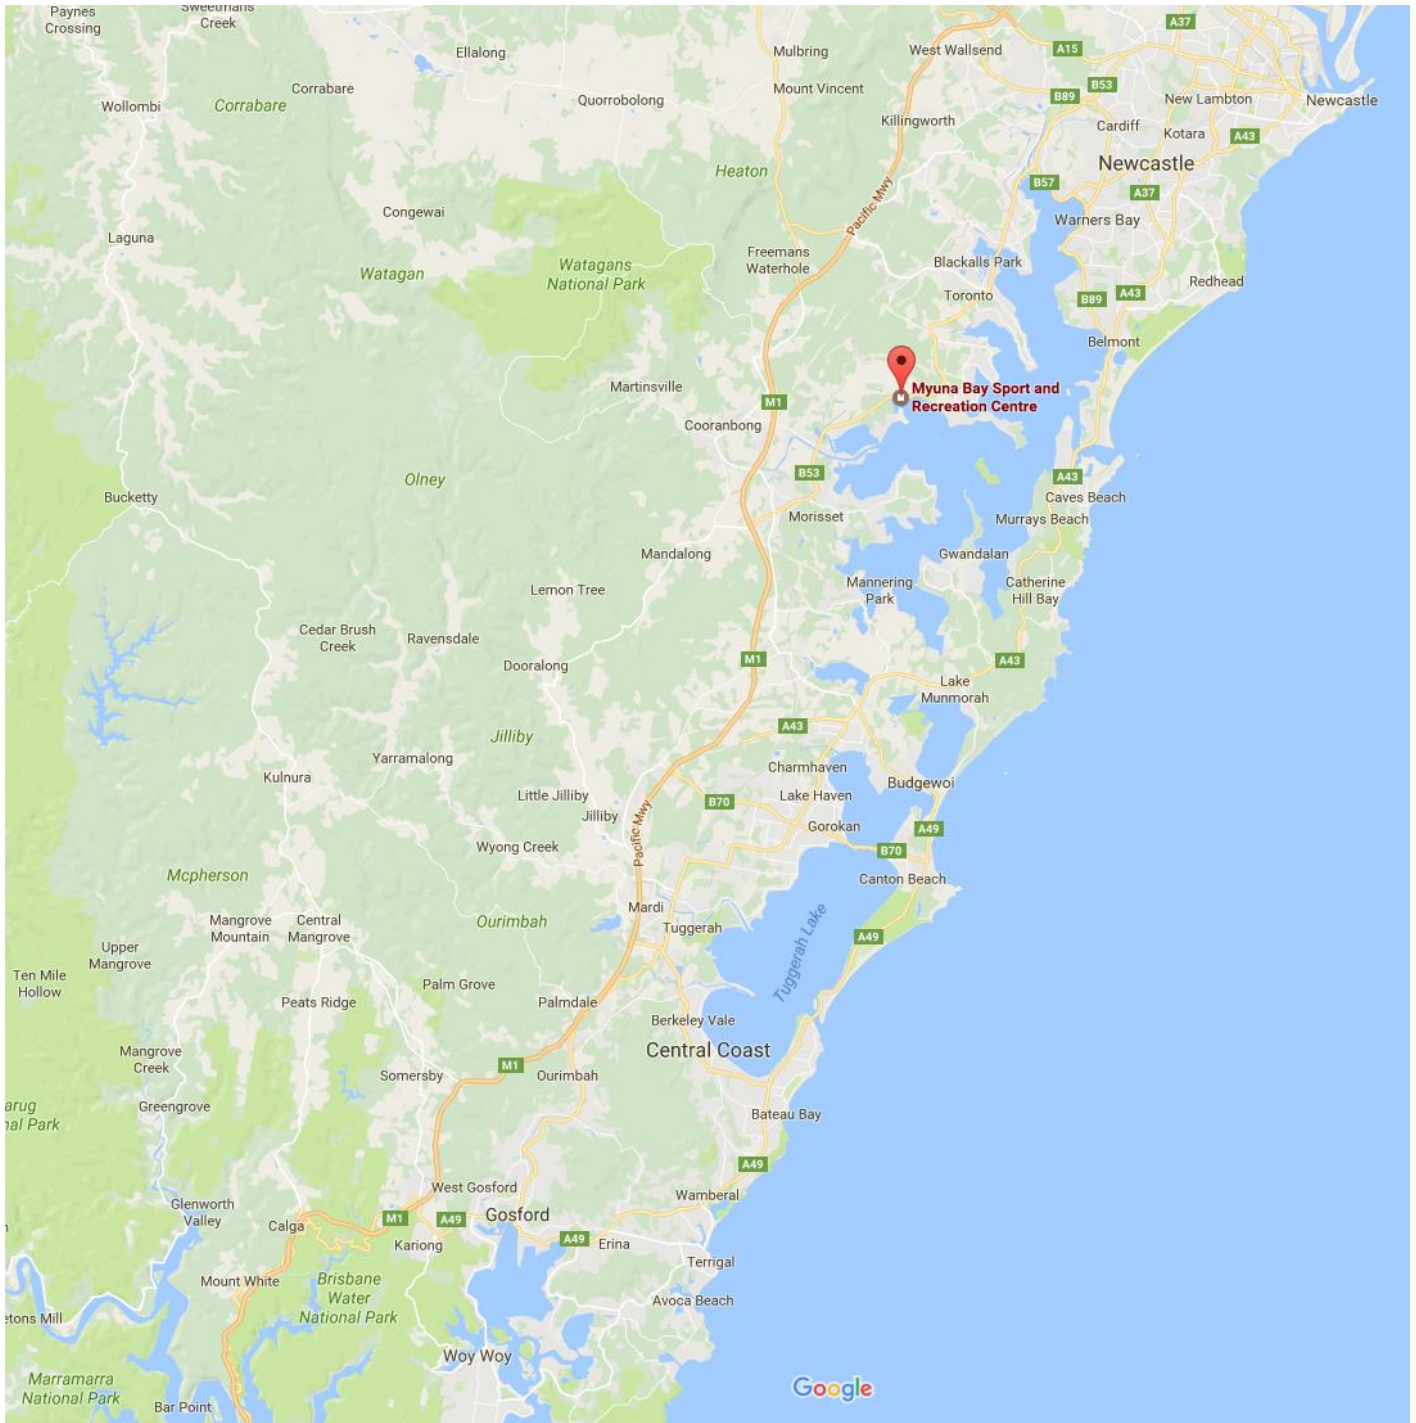 Paynes
Crossing
Sweetmans
Creek
A37
Ellalong
Mulbring
West Wallsend
A15
Corrabare
Corrabare
Wollombi
Quorrobolong
Mount Vincent
B53
B89
New Lambton
Newcastle
Killingworth
Cardiff
Kotara
A43
Newcastle
Heaton
B57
A37
Pacific Mwy
Congewai
Warners Bay
Laguna
Freemans
Waterhole
Blackalls Park
Watagan
Watagans
National Park
Redhead
Toronto
B89
A43
Belmont
Martinsville
Myuna Bay Sport and
Recreation Centre
M1
Cooranbong
Olney
B53
A43
Bucketty
Caves Beach
Morisset
Murrays Beach
Mandalong
Gwandalan
Lemon Tree
Mannering
Park
Catherine
Hill Bay
Cedar Brush
Creek
Ravensdale
Dooralong
M1
A43
Lake
Munmorah
A43
Jilliby
Yarramalong
Kulnura
Charmhaven
Budgewoi
Little Jilliby
B70
Lake Haven
Jilliby
Pacific Mwy
Gorokan
A49
Wyong Creek
B70
Mcpherson
Canton Beach
Mardi
Mangrove
Mountain
Central
Mangrove
Ourimbah
Tuggerah
Tuggerah Lake
A49
Upper
Mangrove
Ten Mile
Hollow
Palm Grove
Peats Ridge
Palmdale
Berkeley Vale
Central Coast
Mangrove
Creek
M1
Somersby
Ourimbah
Greengrove
arug
nal Park
Bateau Bay
A49
West Gosford
Wamberal
Glenworth
Valley
Calga
M1
A49
Gosford
Kariong
A49
Erina
Terrigal
Mount White
Brisbane
Water
National Park
Avoca Beach
etons Mill
Woy Woy
Marramarra
National Park
Bar Point
Google